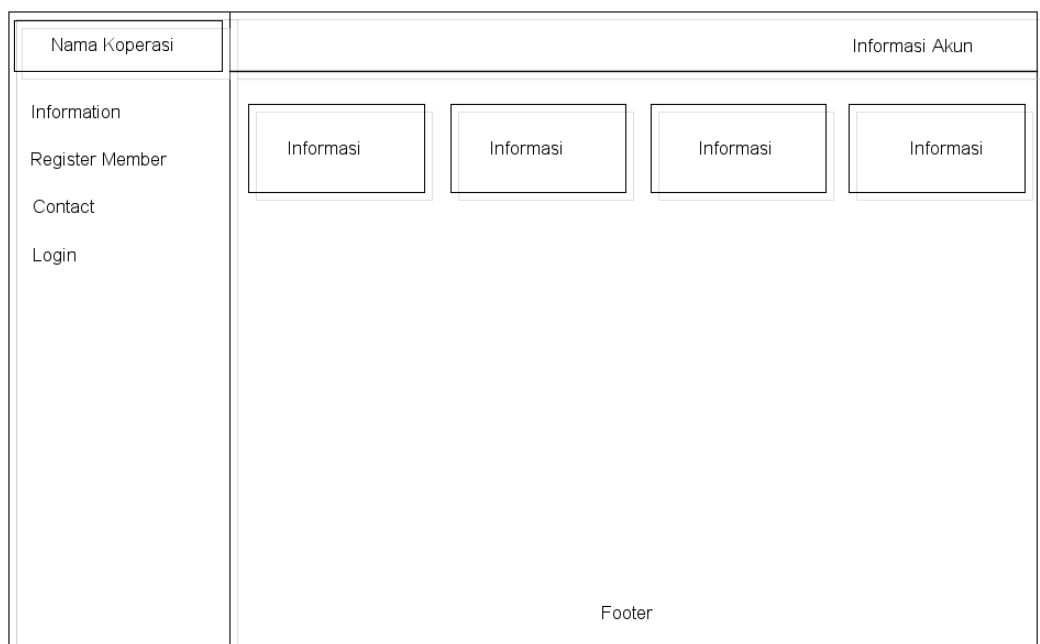 Nama Koperasi
Informasi Akun
Information
Register Member
Contact
Login
Informasi
Informasi
Informasi
Informasi
Footer